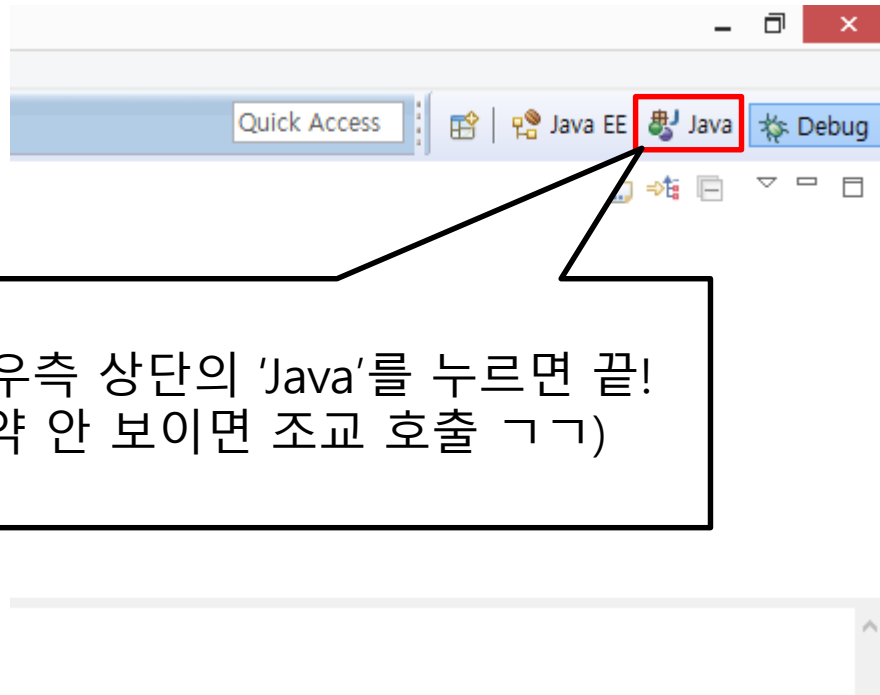 Quick Access
Java EE
Java
Debug
우측 상단의 'Java'를 누르면 끝!
안 보이면 조교 호출 ㄱㄱ)